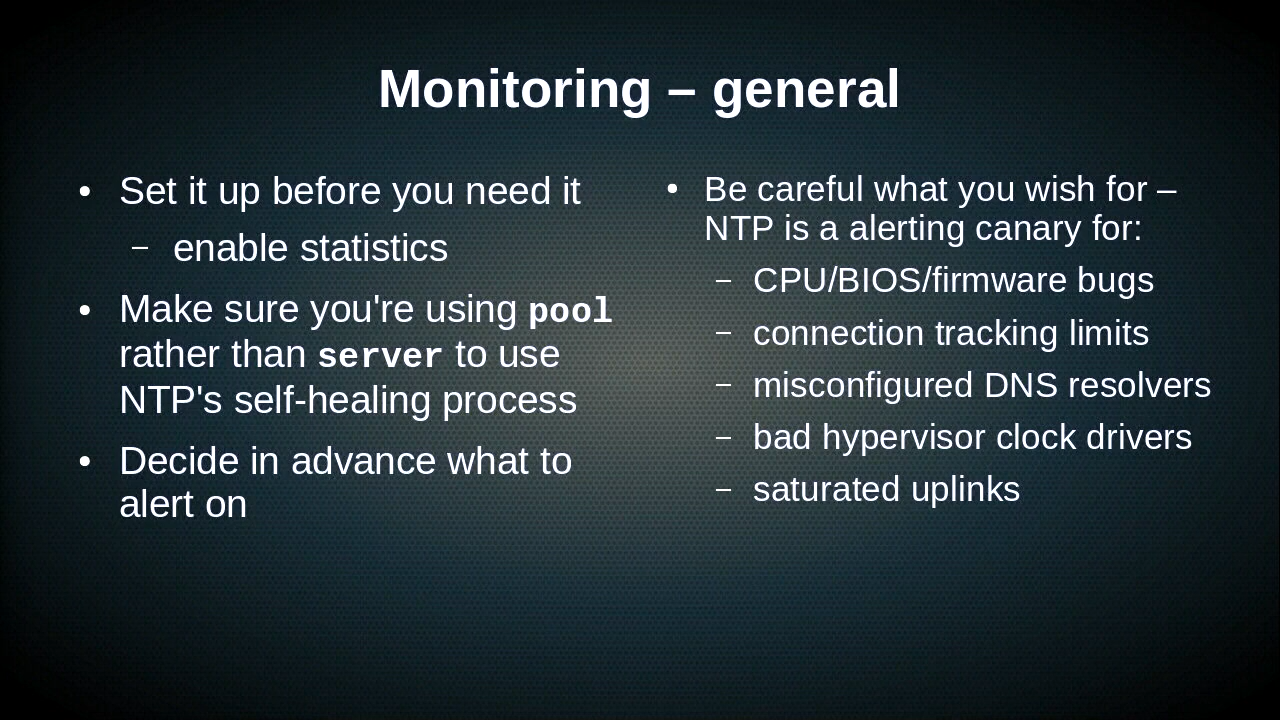 Monitoring – general
• Set it up before you need it
– enable statistics
• Make sure you're using pool
rather than server to use
NTP's self-healing process
• Decide in advance what to
alert on
• Be careful what you wish for –
NTP is a alerting canary for:
– CPU/BIOS/firmware bugs
– connection tracking limits
– misconfigured DNS resolvers
– bad hypervisor clock drivers
– saturated uplinks